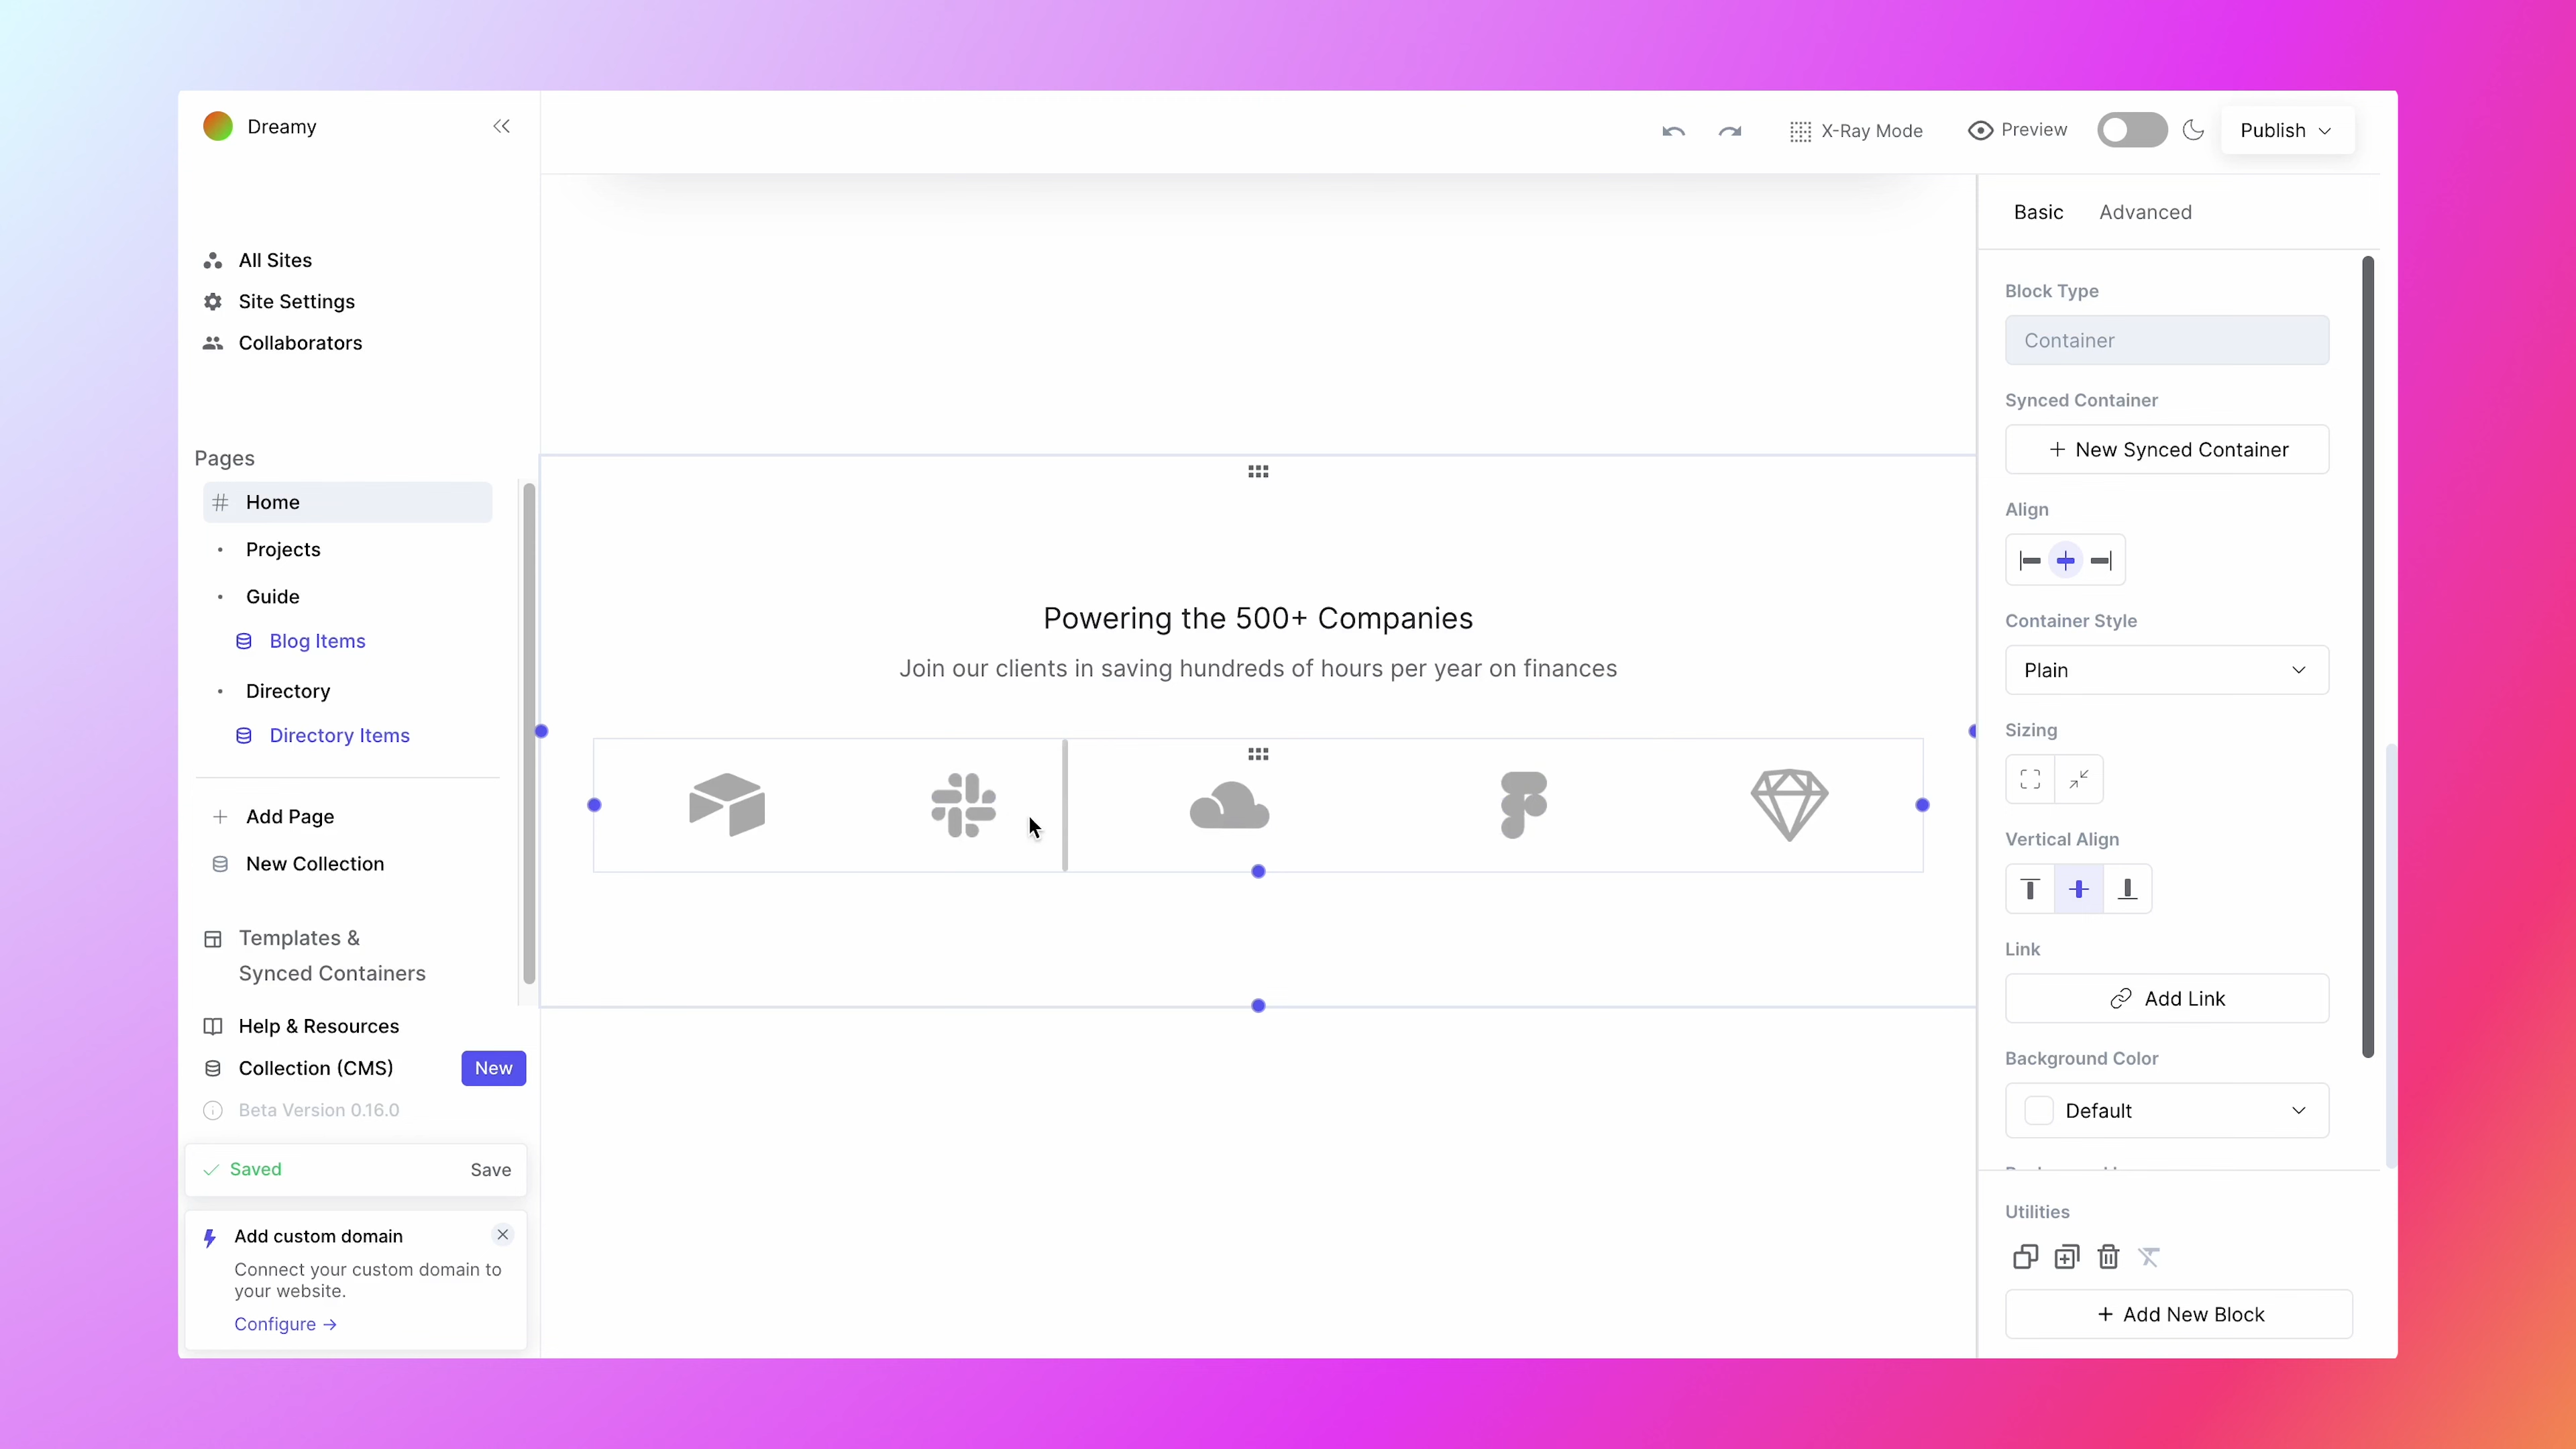 Dreamy
X-Ray Mode
Preview
Publish
All Sites
Site Settings
Collaborators
Pages
Home
Projects
Guide
Blog Items
Directory
Directory Items
Add Page
New Collection
Templates &
Synced Containers
Help & Resources
Collection (CMS)
New
Beta Version 0.16.0
Saved
Save
Add custom domain
Connect your custom domain to
your website.
Configure →
Powering the 500+ Companies
Join our clients in saving hundreds of hours per year on finances
Basic
Advanced
Block Type
Container
Synced Container
+ New Synced Container
Align
Container Style
Plain
Sizing
Vertical Align
Link
Add Link
Background Color
Default
Utilities
+ Add New Block